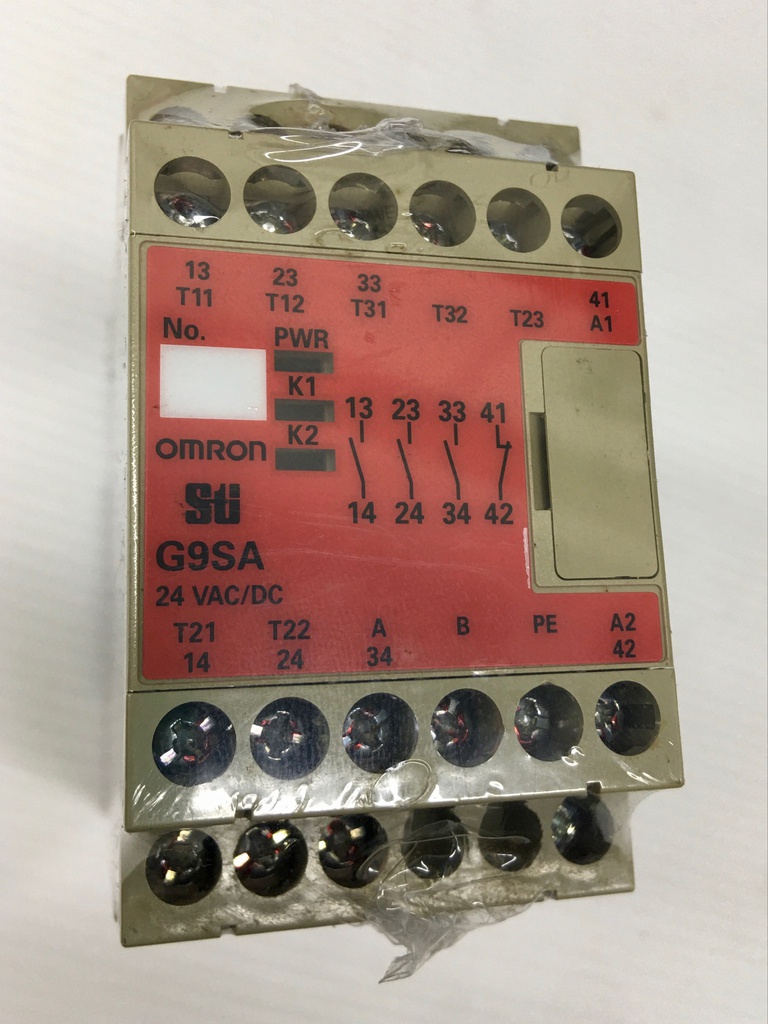 13 23 33 41
T11 T12 T31 T32 T23 A1
No. PWR
K1
K2
13 23 33 41
14 24 34 42
OMRON
Sti
G9SA
24 VAC/DC
T21 T22 A B PE A2
14 24 34 42